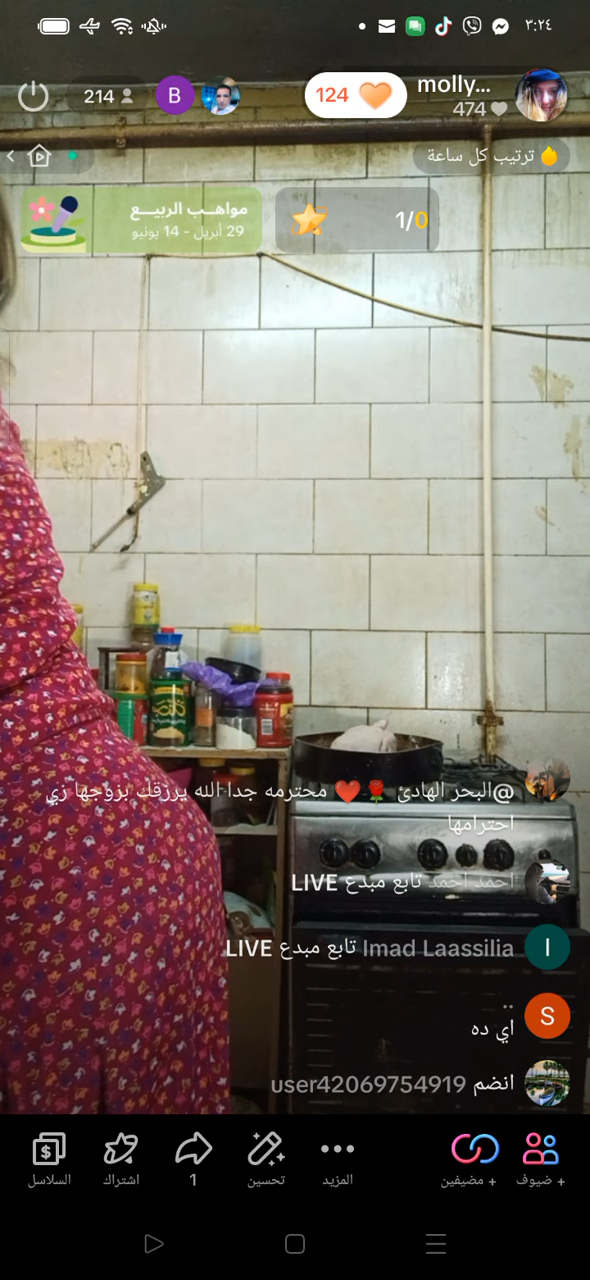 ٣:٢٤
molly...
474
124
B
214
ترتيب كل ساعة
1/0
مواهب الربيع
29 أبريل - 14 يونيو
@البحر الهادئ 🌹 ❤️ محترمه جدا الله يرزقك بزوجها زي
احترامها
احمد احمد تابع مبدع LIVE
I
Imad Laassilia تابع مبدع LIVE
S
..
اي ده
user42069754919 انضم
+ ضيوف
+ مضيفين
المزيد
تحسين
1
اشتراك
السلاسل